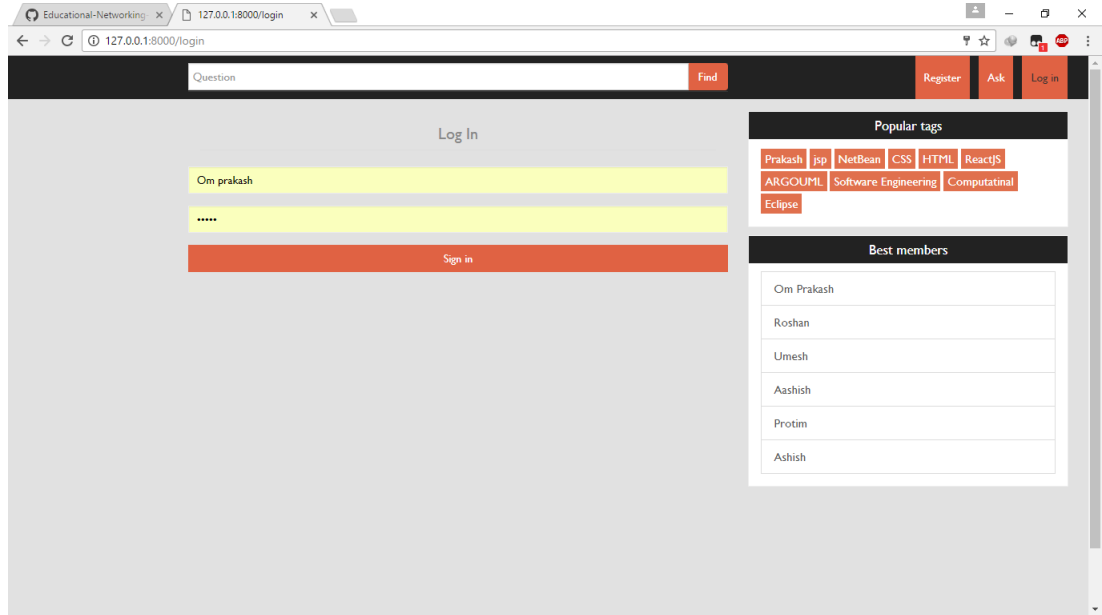 Educational-Networking-
127.0.0.1:8000/login
127.0.0.1:8000/login
1
ABP
Question
Find
Register
Ask
Log in
Log In
Om prakash
•••••
Sign in
Popular tags
Prakash jsp NetBean CSS HTML ReactJS
ARGOUML Software Engineering Computatinal
Eclipse
Best members
Om Prakash
Roshan
Umesh
Aashish
Protim
Ashish